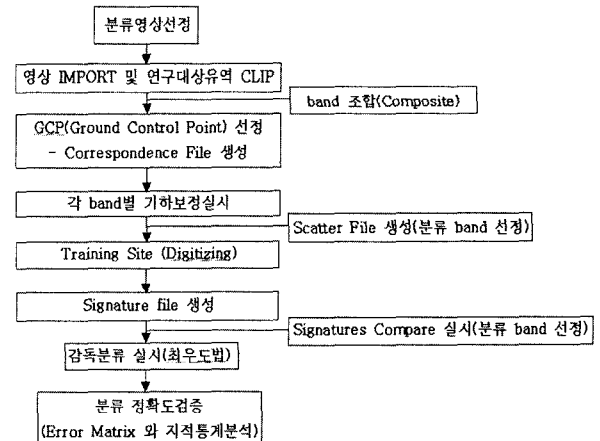 분류영상선정
영상 IMPORT 및 연구대상유역 CLIP
band 조합(Composite)
GCP(Ground Control Point) 선정
- Correspondence File 생성
각 band별 기하보정실시
Scatter File 생성(분류 band 선정)
Training Site (Digitizing)
Signature file 생성
Signatures Compare 실시(분류 band 선정)
감독분류 실시(최우도법)
분류 정확도검증
(Error Matrix 와 지적통계분석)